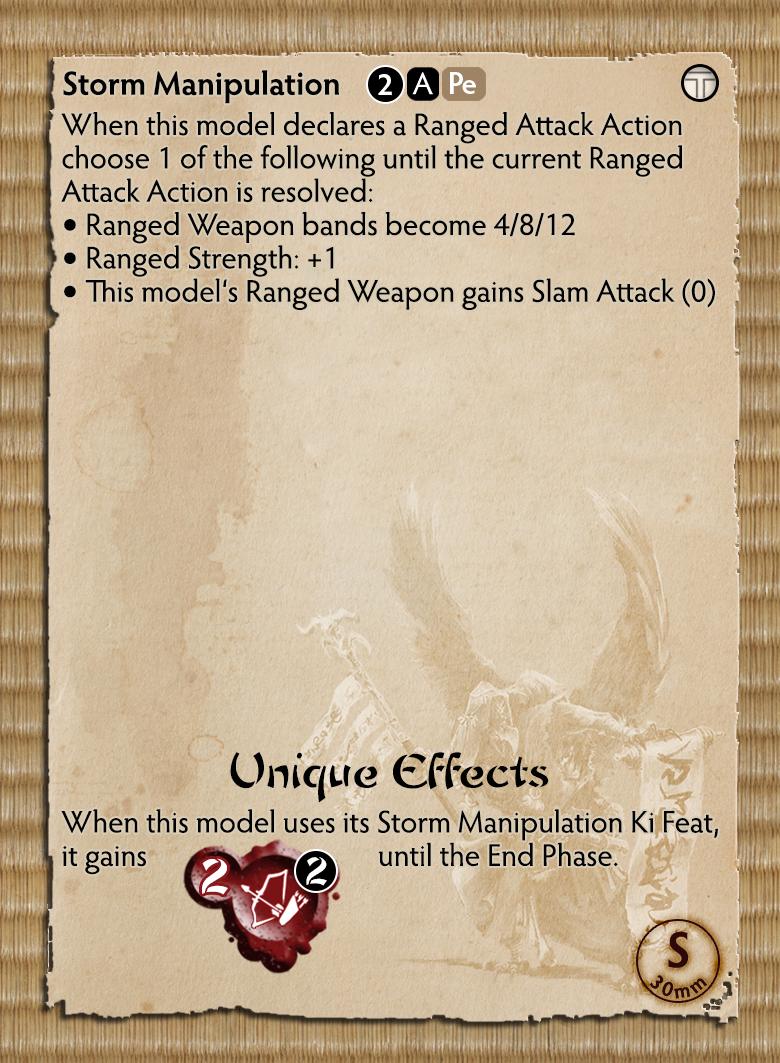 Storm Manipulation 2 A Pe
When this model declares a Ranged Attack Action
choose 1 of the following until the current Ranged
Attack Action is resolved:
• Ranged Weapon bands become 4/8/12
• Ranged Strength: +1
• This model's Ranged Weapon gains Slam Attack (0)
Unique Effects
When this model uses its Storm Manipulation Ki Feat,
it gains 2 2 until the End Phase.
S
30mm